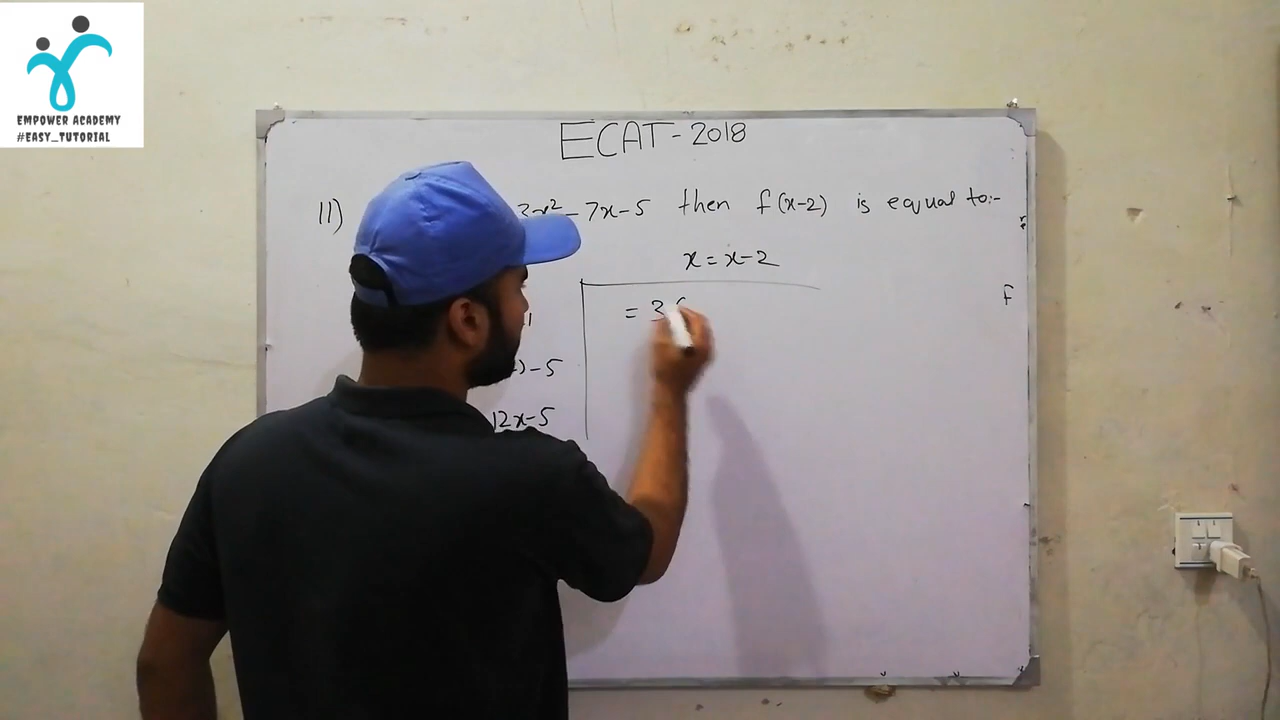 EMPOWER ACADEMY
#EASY_TUTORIAL
ECAT-2018
11) 3x² - 7x - 5 then f(x-2) is equal to:-
x = x-2
= 3
f
) - 5
12x-5